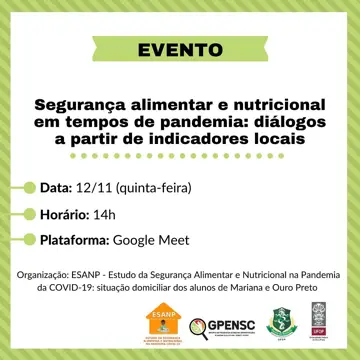 EVENTO
Segurança alimentar e nutricional
em tempos de pandemia: diálogos
a partir de indicadores locais
Data: 12/11 (quinta-feira)
Horário: 14h
Plataforma: Google Meet
Organização: ESANP - Estudo da Segurança Alimentar e Nutricional na Pandemia
da COVID-19: situação domiciliar dos alunos de Mariana e Ouro Preto
ESANP
GPENSC
UFOP